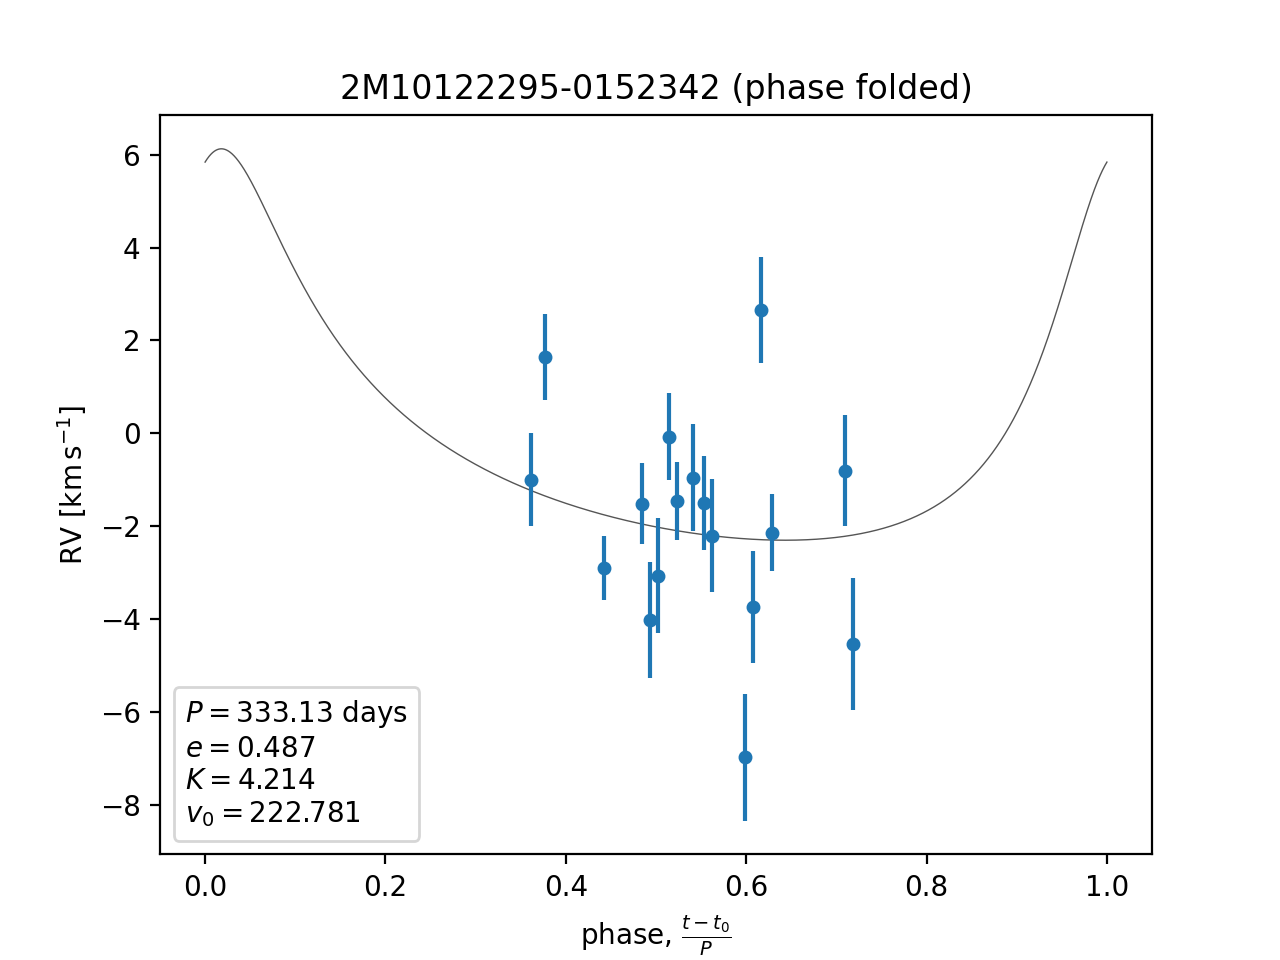 2M10122295-0152342 (phase folded)
RV [km s⁻¹]
6
4
2
0
−2
−4
−6
−8
P = 333.13 days
e = 0.487
K = 4.214
v₀ = 222.781
0.0 0.2 0.4 0.6 0.8 1.0
phase, (t − t₀)/P